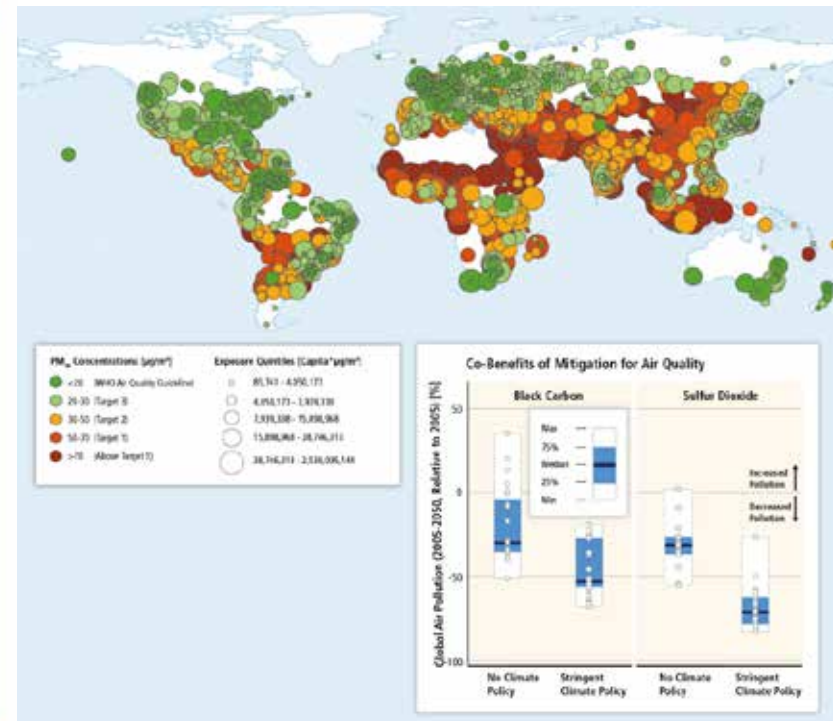 PM₁₀ Concentrations [µg/m³]
<20 (WHO Air Quality Guideline)
20-30 (Target 3)
30-50 (Target 2)
50-70 (Target 1)
>70 (Above Target 1)
Exposure Quintiles [Capita*µg/m³]
Co-Benefits of Mitigation for Air Quality
Black Carbon
Sulfur Dioxide
Global Air Pollution (2005-2050, Relative to 2005) [%]
50
0
-50
-100
Max
75%
Median
25%
Min
Increased
Pollution
Decreased
Pollution
No Climate
Policy
Stringent
Climate Policy
No Climate
Policy
Stringent
Climate Policy